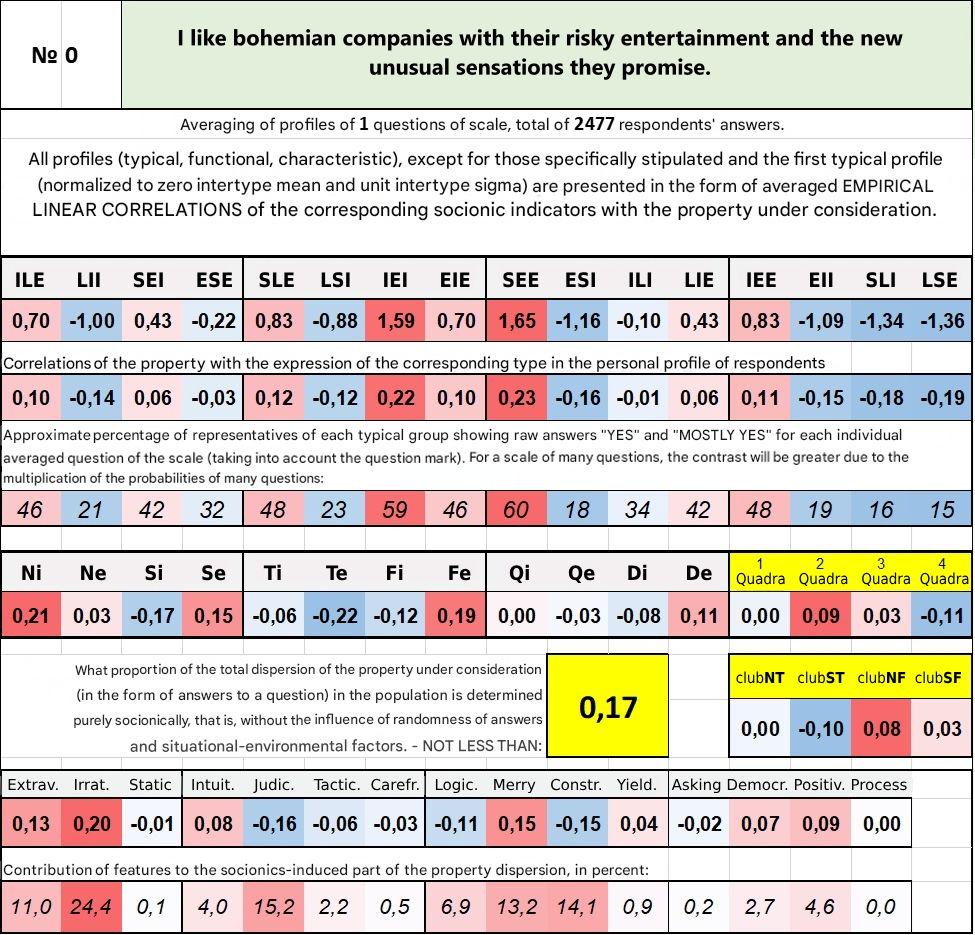 № 0
I like bohemian companies with their risky entertainment and the new
unusual sensations they promise.
Averaging of profiles of 1 questions of scale, total of 2477 respondents' answers.
All profiles (typical, functional, characteristic), except for those specifically stipulated and the first typical profile
(normalized to zero intertype mean and unit intertype sigma) are presented in the form of averaged EMPIRICAL
LINEAR CORRELATIONS of the corresponding socionic indicators with the property under consideration.
ILE LII SEI ESE SLE LSI IEI EIE SEE ESI ILI LIE IEE EII SLI LSE
0,70 -1,00 0,43 -0,22 0,83 -0,88 1,59 0,70 1,65 -1,16 -0,10 0,43 0,83 -1,09 -1,34 -1,36
Correlations of the property with the expression of the corresponding type in the personal profile of respondents
0,10 -0,14 0,06 -0,03 0,12 -0,12 0,22 0,10 0,23 -0,16 -0,01 0,06 0,11 -0,15 -0,18 -0,19
Approximate percentage of representatives of each typical group showing raw answers "YES" and "MOSTLY YES" for each individual
averaged question of the scale (taking into account the question mark). For a scale of many questions, the contrast will be greater due to the
multiplication of the probabilities of many questions:
46 21 42 32 48 23 59 46 60 18 34 42 48 19 16 15
Ni Ne Si Se Ti Te Fi Fe Qi Qe Di De 1 Quadra 2 Quadra 3 Quadra 4 Quadra
0,21 0,03 -0,17 0,15 -0,06 -0,22 -0,12 0,19 0,00 -0,03 -0,08 0,11 0,00 0,09 0,03 -0,11
What proportion of the total dispersion of the property under consideration
(in the form of answers to a question) in the population is determined
purely socionically, that is, without the influence of randomness of answers
and situational-environmental factors. - NOT LESS THAN:
0,17
clubNT clubST clubNF clubSF
0,00 -0,10 0,08 0,03
Extrav. Irrat. Static Intuit. Judic. Tactic. Carefr. Logic. Merry Constr. Yield. Asking Democr. Positiv. Process
0,13 0,20 -0,01 0,08 -0,16 -0,06 -0,03 -0,11 0,15 -0,15 0,04 -0,02 0,07 0,09 0,00
Contribution of features to the socionics-induced part of the property dispersion, in percent:
11,0 24,4 0,1 4,0 15,2 2,2 0,5 6,9 13,2 14,1 0,9 0,2 2,7 4,6 0,0